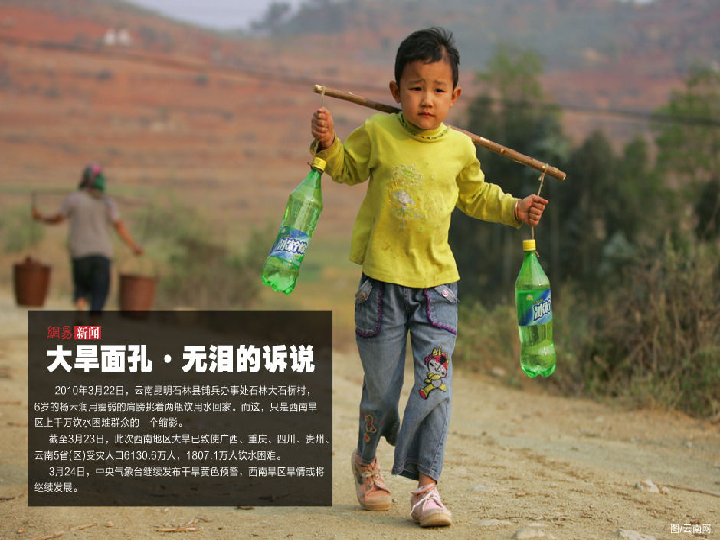 網易 新闻
大旱面孔·无泪的诉说
2010年3月22日，云南昆明石林县铺兵办事处石林大石桥村，
6岁的杨天润用瘦弱的肩膀挑着两瓶饮用水回家。而这，只是西南旱
区上千万饮水困难群众的一个缩影。
截至3月23日，此次西南地区大旱已致使广西、重庆、四川、贵州、
云南5省(区)受灾人口6130.6万人，1807.1万人饮水困难。
3月24日，中央气象台继续发布干旱黄色预警，西南旱区旱情或将
继续发展。
图/云南网